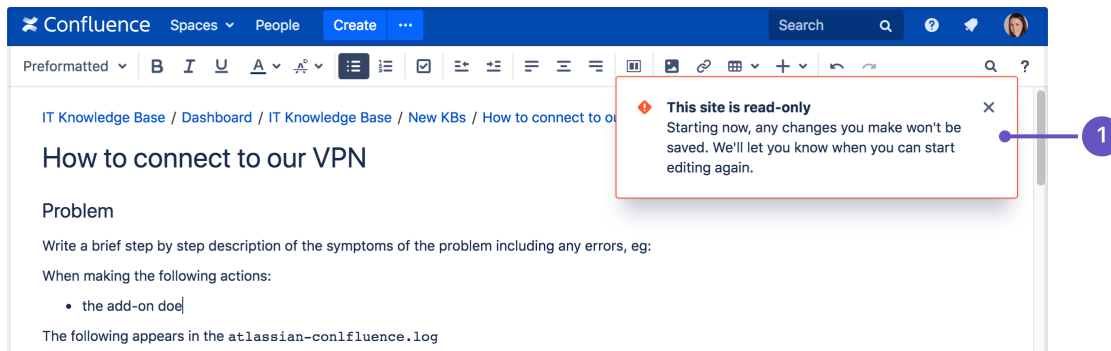 Confluence Spaces People Create ··· Search
Preformatted B I U A
IT Knowledge Base / Dashboard / IT Knowledge Base / New KBs / How to connect to ou
This site is read-only
Starting now, any changes you make won't be
saved. We'll let you know when you can start
editing again.
1
How to connect to our VPN
Problem
Write a brief step by step description of the symptoms of the problem including any errors, eg:
When making the following actions:
• the add-on doe
The following appears in the atlassian-conlfluence.log